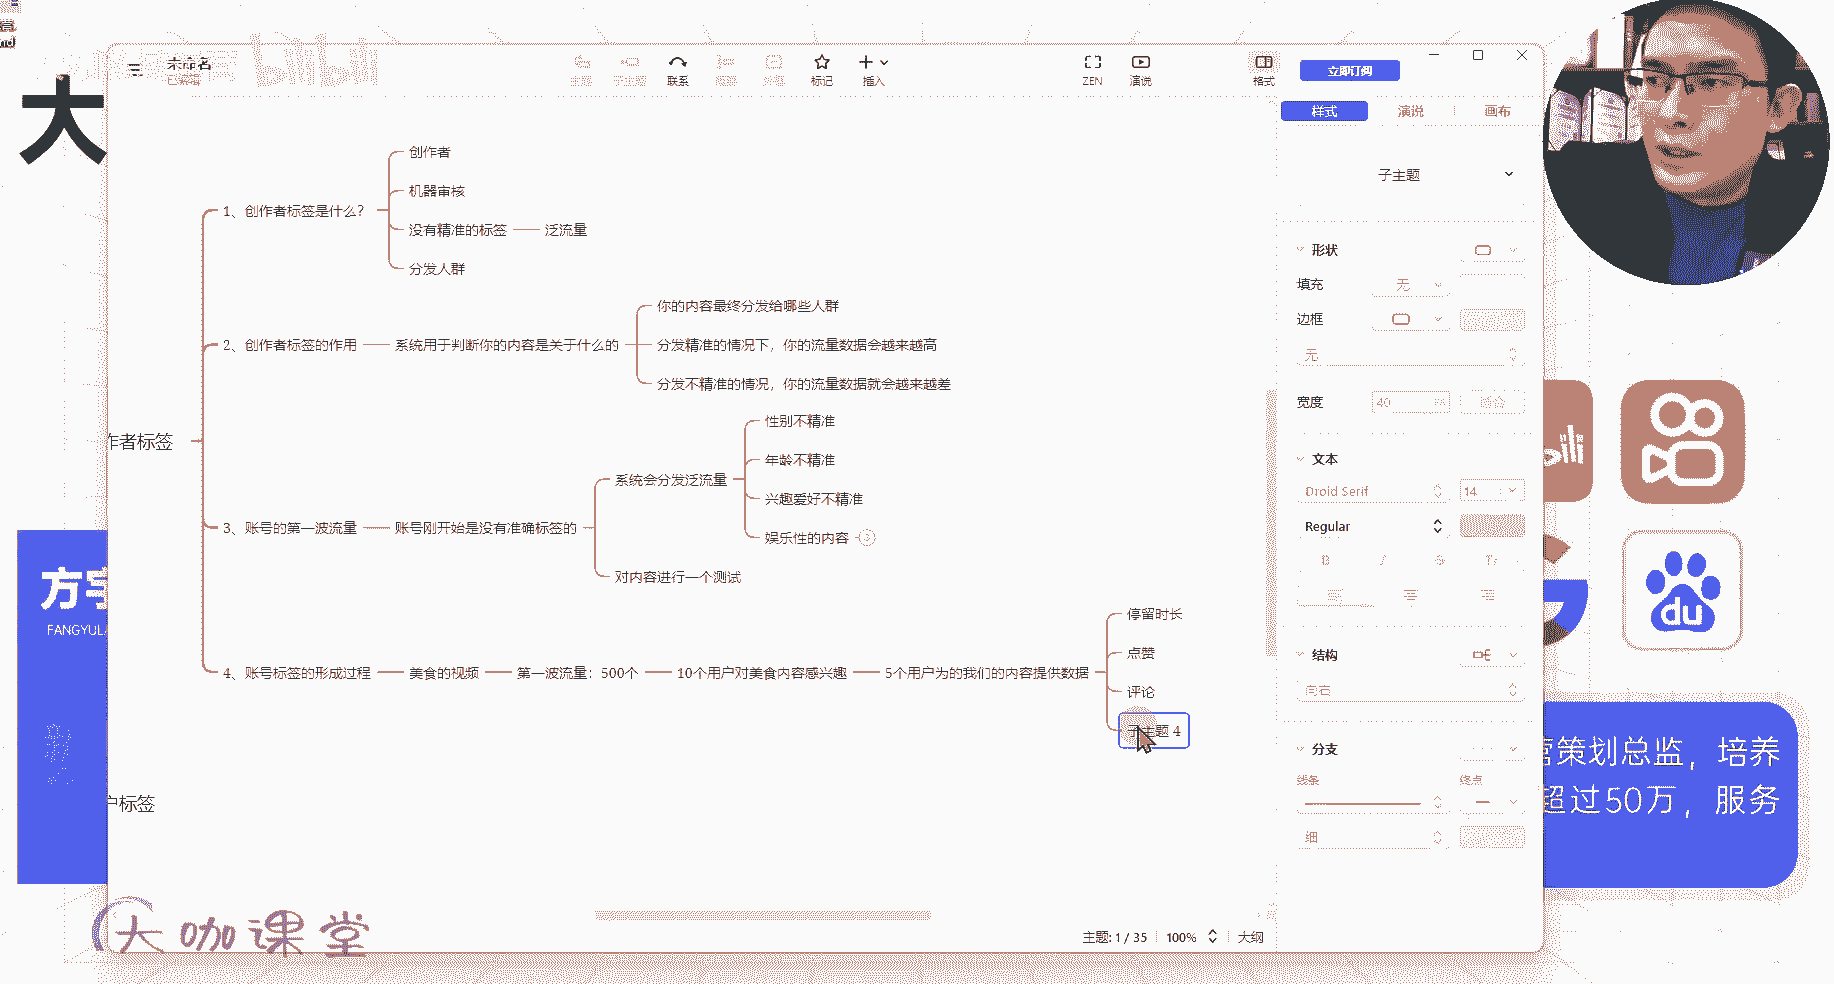 大
未命名
已编辑
bilibili
主题
子主题
联系
标记
插入
ZEN
演说
格式
立即订阅
样式
演说
画布
子主题
创作者
机器审核
1、创作者标签是什么？
没有精准的标签
泛流量
分发人群
你的内容最终分发给哪些人群
2、创作者标签的作用
系统用于判断你的内容是关于什么的
分发精准的情况下，你的流量数据会越来越高
分发不精准的情况，你的流量数据就会越来越差
作者标签
性别不精准
年龄不精准
系统会分发泛流量
兴趣爱好不精准
3、账号的第一波流量
账号刚开始是没有准确标签的
娱乐性的内容
对内容进行一个测试
停留时长
点赞
4、账号标签的形成过程
美食的视频
第一波流量：500个
10个用户对美食内容感兴趣
5个用户为的我们的内容提供数据
评论
子主题 4
户标签
形状
填充
无
边框
无
宽度
40
文本
Droid Serif
14
Regular
结构
向右
分支
线条
终点
细
主题: 1 / 35
100%
大纲
方宇
FANGYUL
du
营策划总监，培养
超过50万，服务
大咖课堂